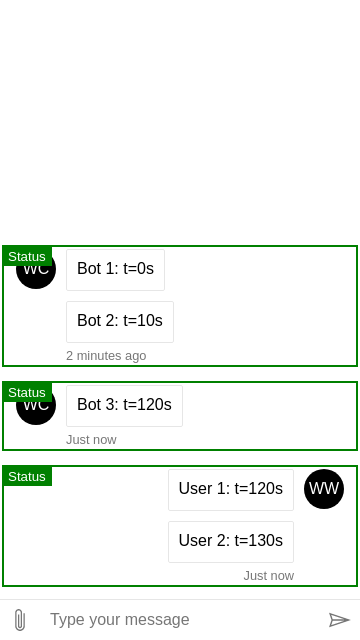 Status
WC
Bot 1: t=0s
Bot 2: t=10s
2 minutes ago
Status
WC
Bot 3: t=120s
Just now
Status
User 1: t=120s
WW
User 2: t=130s
Just now
Type your message